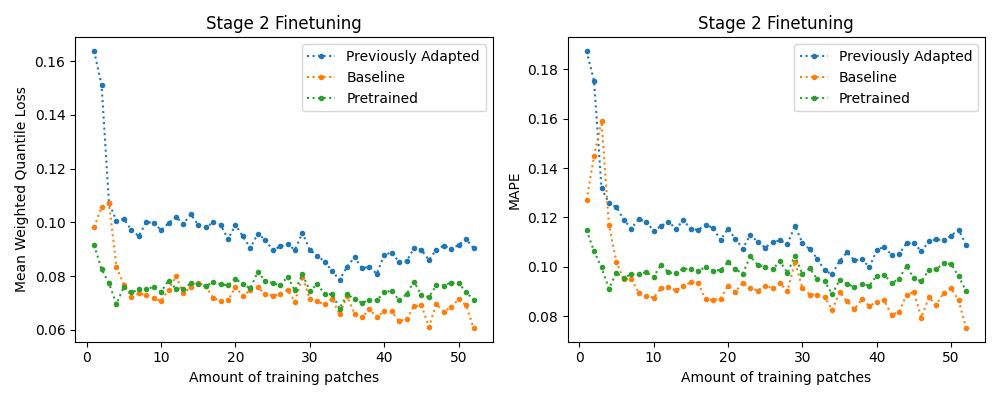 Stage 2 Finetuning
Mean Weighted Quantile Loss
0.16
0.14
0.12
0.10
0.08
0.06
Previously Adapted
Baseline
Pretrained
0
10
20
30
40
50
Amount of training patches
Stage 2 Finetuning
MAPE
0.18
0.16
0.14
0.12
0.10
0.08
Previously Adapted
Baseline
Pretrained
0
10
20
30
40
50
Amount of training patches